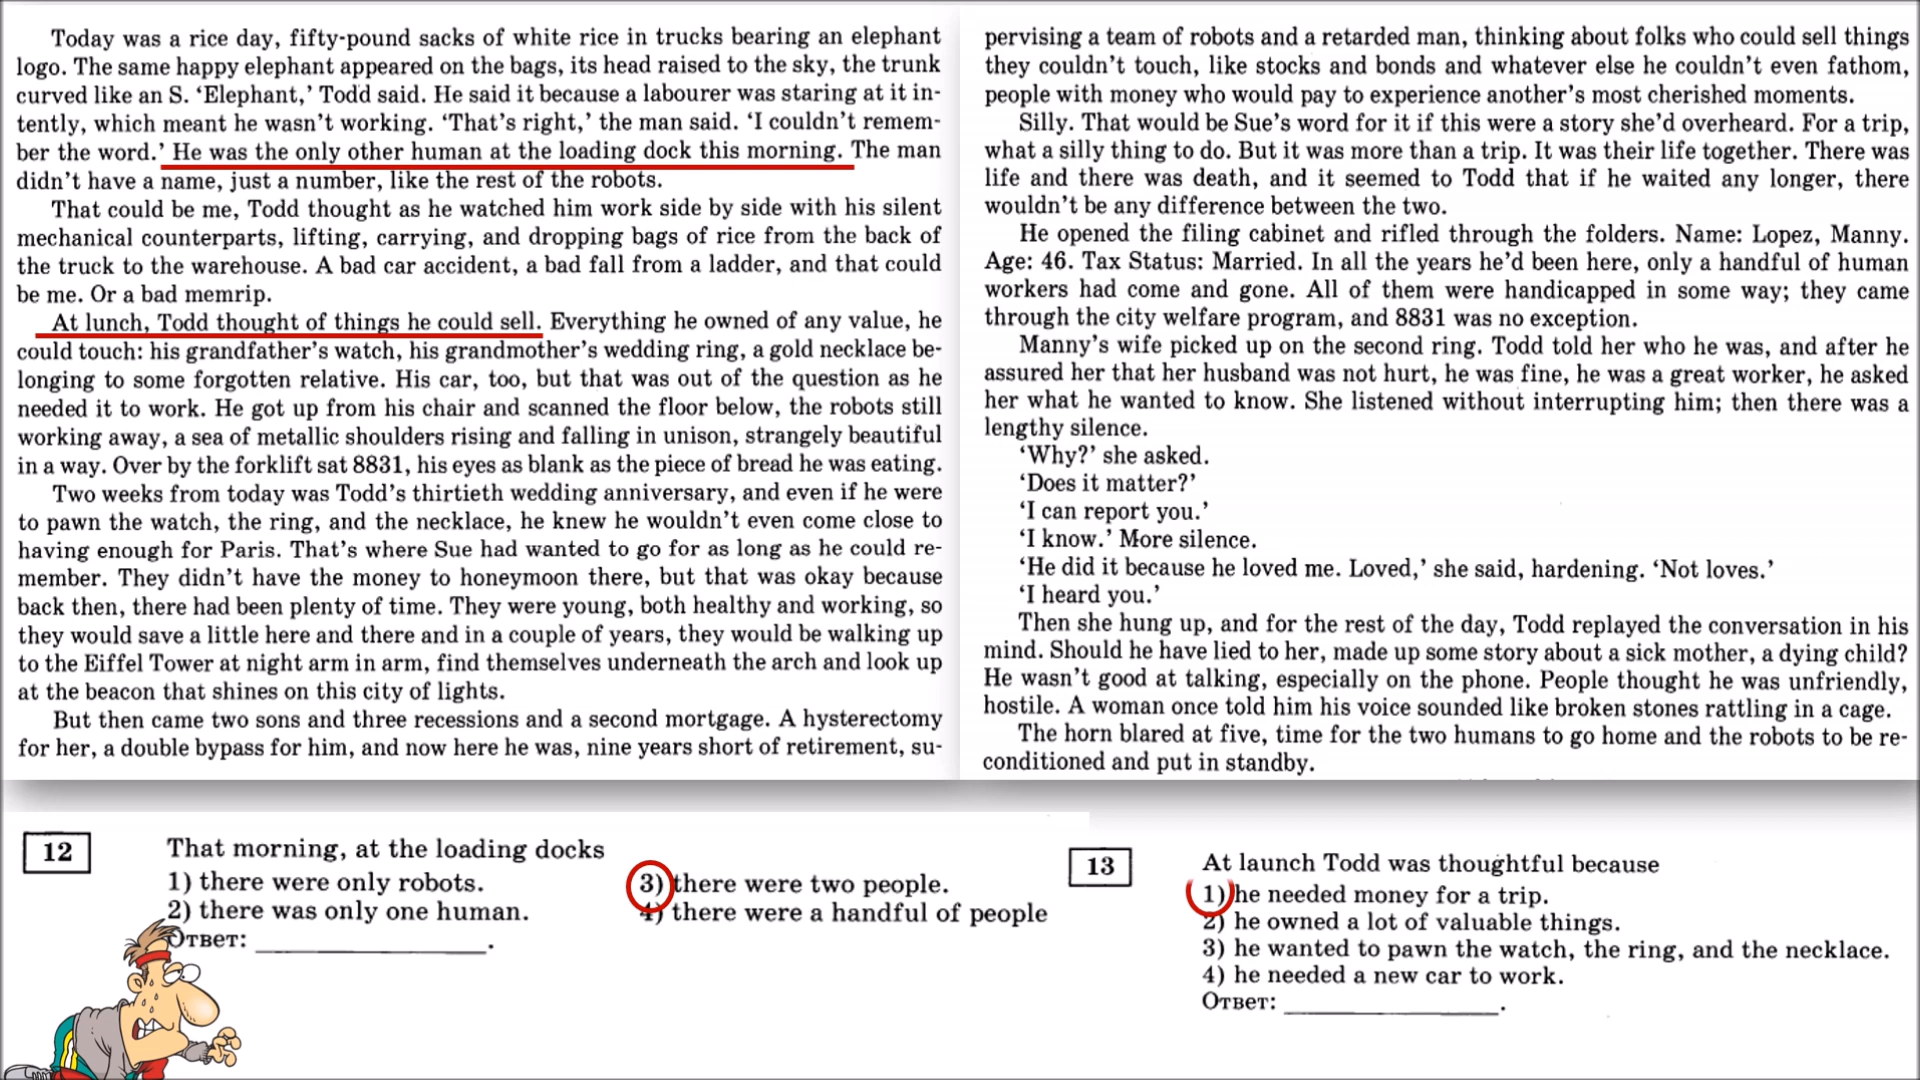 Today was a rice day, fifty-pound sacks of white rice in trucks bearing an elephant
logo. The same happy elephant appeared on the bags, its head raised to the sky, the trunk
curved like an S. ‘Elephant,’ Todd said. He said it because a labourer was staring at it in-
tently, which meant he wasn’t working. ‘That’s right,’ the man said. ‘I couldn’t remem-
ber the word.’ He was the only other human at the loading dock this morning. The man
didn’t have a name, just a number, like the rest of the robots.
That could be me, Todd thought as he watched him work side by side with his silent
mechanical counterparts, lifting, carrying, and dropping bags of rice from the back of
the truck to the warehouse. A bad car accident, a bad fall from a ladder, and that could
be me. Or a bad memrip.
At lunch, Todd thought of things he could sell. Everything he owned of any value, he
could touch: his grandfather’s watch, his grandmother’s wedding ring, a gold necklace be-
longing to some forgotten relative. His car, too, but that was out of the question as he
needed it to work. He got up from his chair and scanned the floor below, the robots still
working away, a sea of metallic shoulders rising and falling in unison, strangely beautiful
in a way. Over by the forklift sat 8831, his eyes as blank as the piece of bread he was eating.
Two weeks from today was Todd’s thirtieth wedding anniversary, and even if he were
to pawn the watch, the ring, and the necklace, he knew he wouldn’t even come close to
having enough for Paris. That’s where Sue had wanted to go for as long as he could re-
member. They didn’t have the money to honeymoon there, but that was okay because
back then, there had been plenty of time. They were young, both healthy and working, so
they would save a little here and there and in a couple of years, they would be walking up
to the Eiffel Tower at night arm in arm, find themselves underneath the arch and look up
at the beacon that shines on this city of lights.
But then came two sons and three recessions and a second mortgage. A hysterectomy
for her, a double bypass for him, and now here he was, nine years short of retirement, su-
pervising a team of robots and a retarded man, thinking about folks who could sell things
they couldn’t touch, like stocks and bonds and whatever else he couldn’t even fathom,
people with money who would pay to experience another’s most cherished moments.
Silly. That would be Sue’s word for it if this were a story she’d overheard. For a trip,
what a silly thing to do. But it was more than a trip. It was their life together. There was
life and there was death, and it seemed to Todd that if he waited any longer, there
wouldn’t be any difference between the two.
He opened the filing cabinet and rifled through the folders. Name: Lopez, Manny.
Age: 46. Tax Status: Married. In all the years he’d been here, only a handful of human
workers had come and gone. All of them were handicapped in some way; they came
through the city welfare program, and 8831 was no exception.
Manny’s wife picked up on the second ring. Todd told her who he was, and after he
assured her that her husband was not hurt, he was fine, he was a great worker, he asked
her what he wanted to know. She listened without interrupting him; then there was a
lengthy silence.
‘Why?’ she asked.
‘Does it matter?’
‘I can report you.’
‘I know.’ More silence.
‘He did it because he loved me. Loved,’ she said, hardening. ‘Not loves.’
‘I heard you.’
Then she hung up, and for the rest of the day, Todd replayed the conversation in his
mind. Should he have lied to her, made up some story about a sick mother, a dying child?
He wasn’t good at talking, especially on the phone. People thought he was unfriendly,
hostile. A woman once told him his voice sounded like broken stones rattling in a cage.
The horn blared at five, time for the two humans to go home and the robots to be re-
conditioned and put in standby.
12
That morning, at the loading docks
1) there were only robots.
2) there was only one human.
3) there were two people.
4) there were a handful of people
Ответ: ____________.
13
At launch Todd was thoughtful because
1) he needed money for a trip.
2) he owned a lot of valuable things.
3) he wanted to pawn the watch, the ring, and the necklace.
4) he needed a new car to work.
Ответ: ____________.